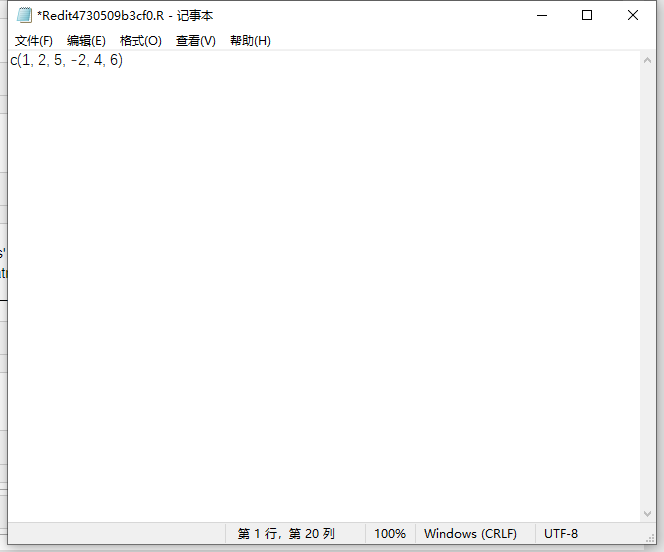 *Redit4730509b3cf0.R - 记事本
文件(F) 编辑(E) 格式(O) 查看(V) 帮助(H)
c(1, 2, 5, -2, 4, 6)
第 1 行，第 20 列 100% Windows (CRLF) UTF-8